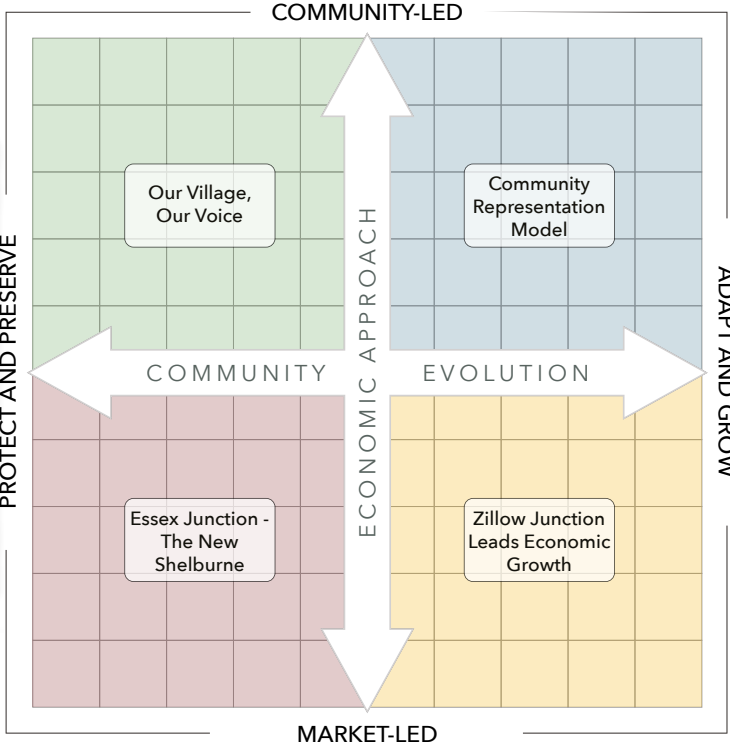 COMMUNITY-LED
Our Village,
Our Voice
Community
Representation
Model
PROTECT AND PRESERVE
ECONOMIC APPROACH
COMMUNITY EVOLUTION
ADAPT AND GROW
Essex Junction -
The New
Shelburne
Zillow Junction
Leads Economic
Growth
MARKET-LED